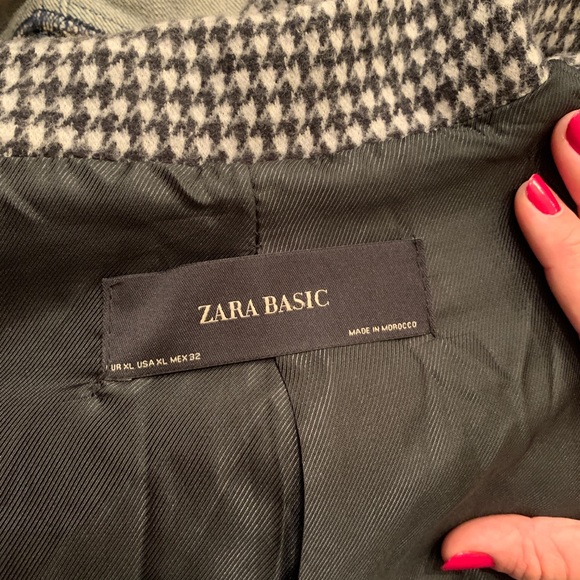 ZARA BASIC
UR XL USA XL MEX 32
MADE IN MOROCCO